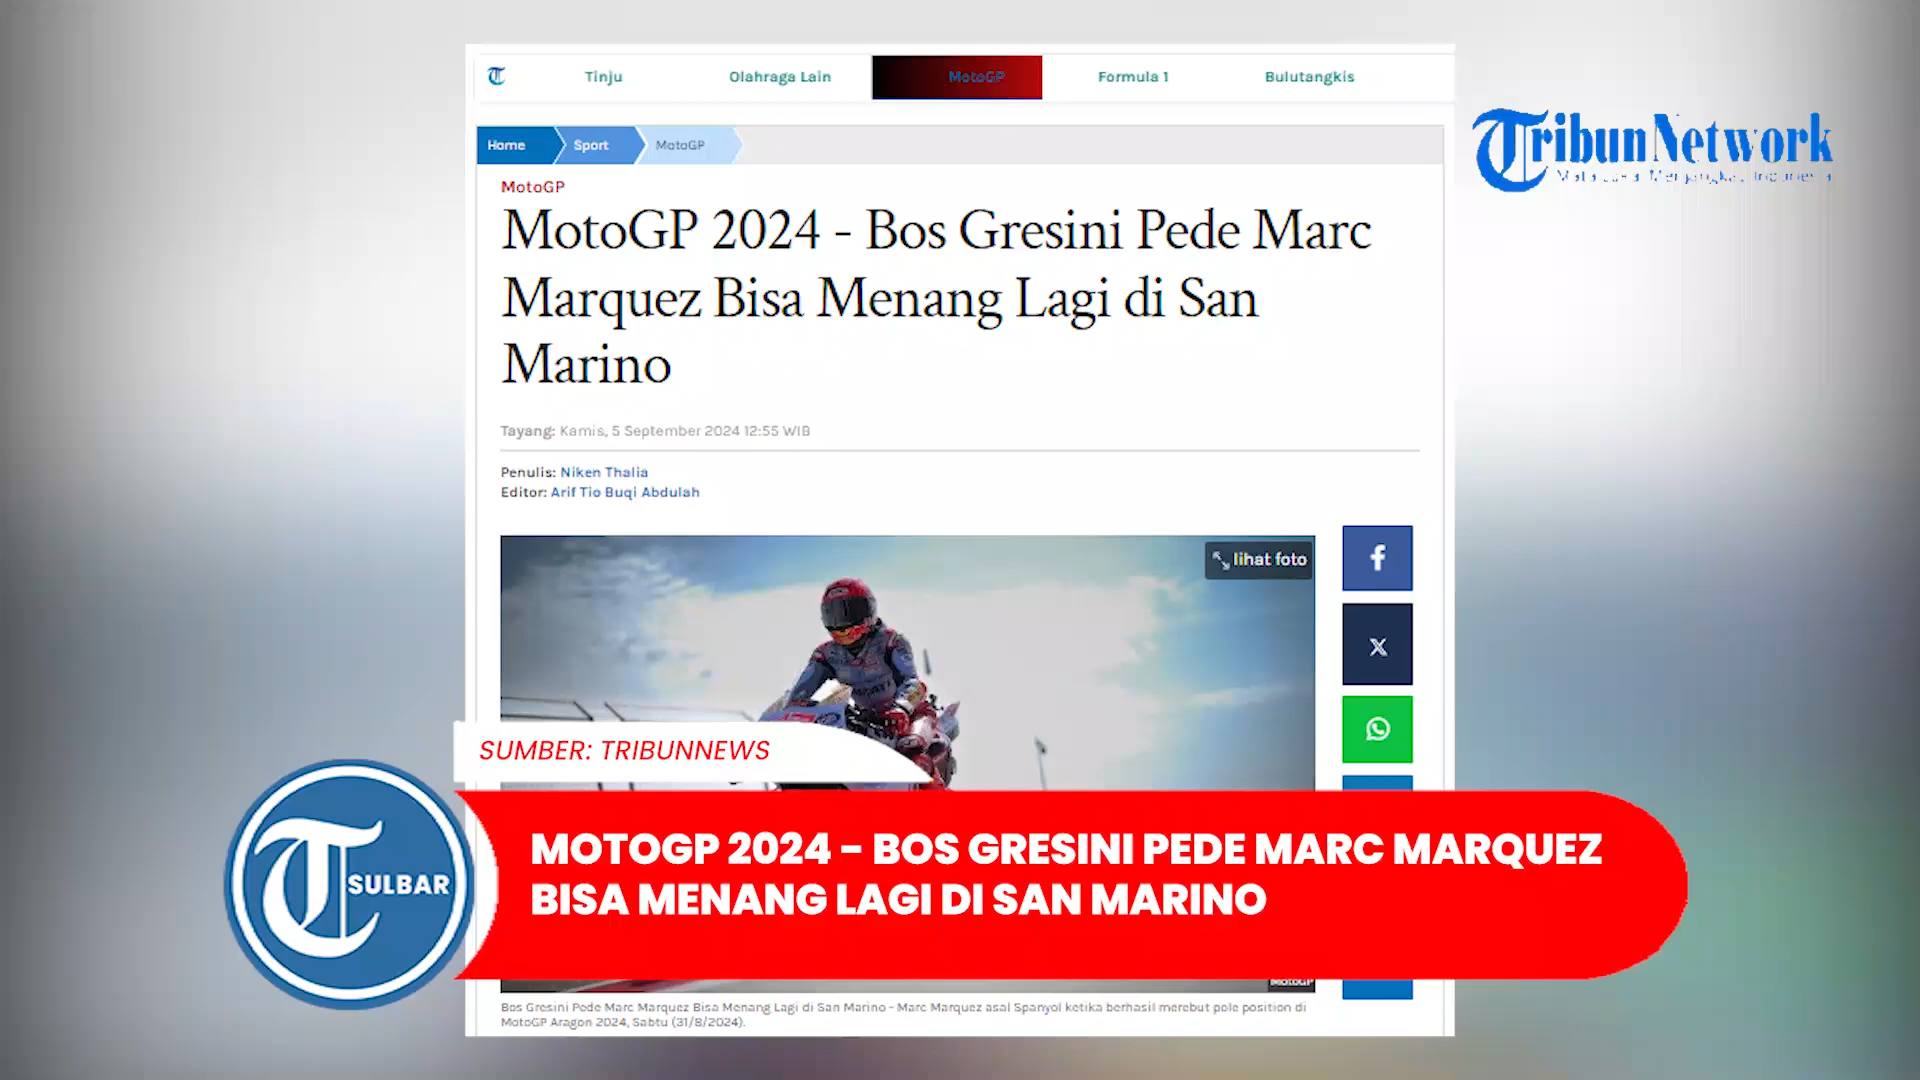 Tinju Olahraga Lain MotoGP Formula 1 Bulutangkis
Home Sport MotoGP
MotoGP
MotoGP 2024 - Bos Gresini Pede Marc
Marquez Bisa Menang Lagi di San
Marino
Tayang: Kamis, 5 September 2024 12:55 WIB
Penulis: Niken Thalia
Editor: Arif Tio Buqi Abdulah
lihat foto
Tribun Network
SUMBER: TRIBUNNEWS
SULBAR
MOTOGP 2024 - BOS GRESINI PEDE MARC MARQUEZ
BISA MENANG LAGI DI SAN MARINO
MotoGP
Bos Gresini Pede Marc Marquez Bisa Menang Lagi di San Marino - Marc Marquez asal Spanyol ketika berhasil merebut pole position di
MotoGP Aragon 2024, Sabtu (31/8/2024).